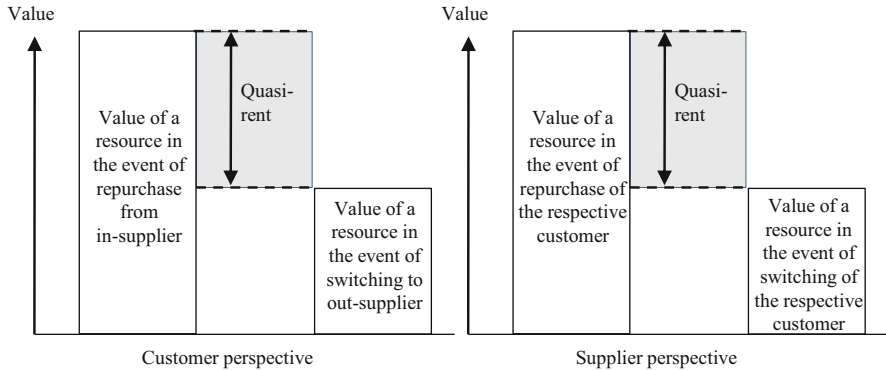 Value
Quasi-
rent
Value of a
resource in
the event of
repurchase
from
in-supplier
Value of a
resource in
the event of
switching to
out-supplier
Customer perspective
Value
Quasi-
rent
Value of a
resource in
the event of
repurchase of
the respective
customer
Value of a
resource in
the event of
switching of
the respective
customer
Supplier perspective